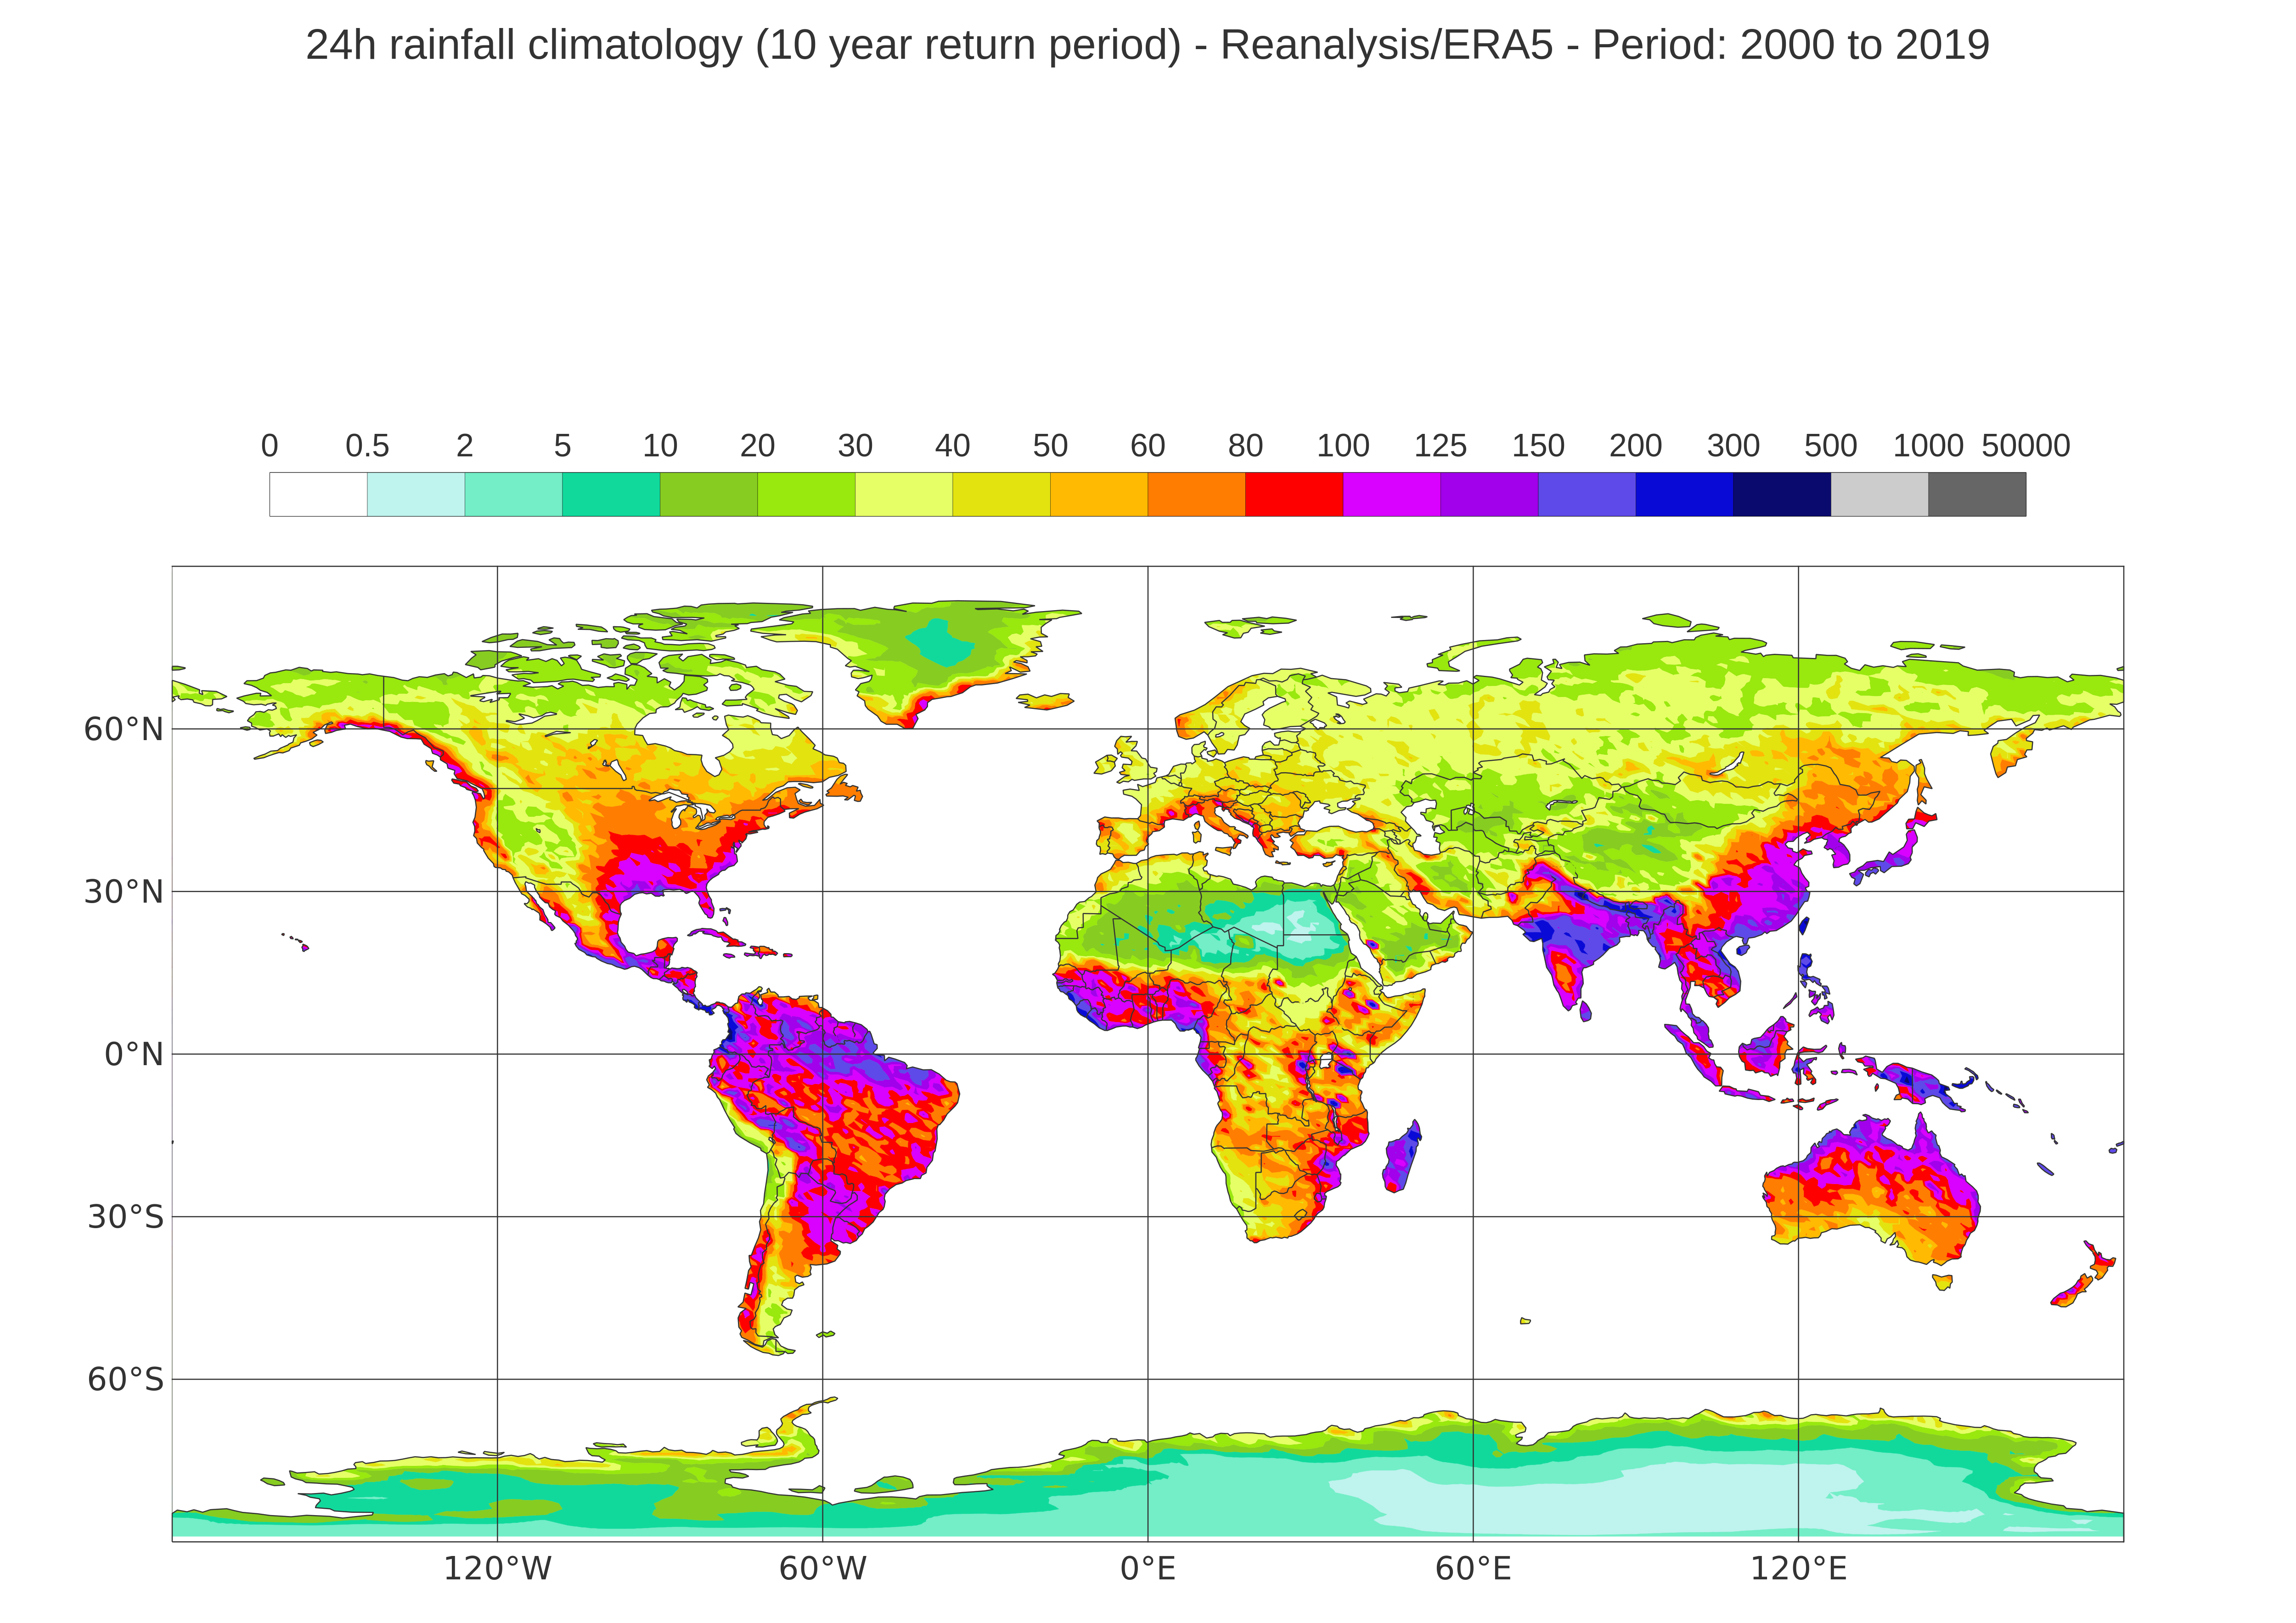 24h rainfall climatology (10 year return period) - Reanalysis/ERA5 - Period: 2000 to 2019
0 0.5 2 5 10 20 30 40 50 60 80 100 125 150 200 300 500 1000 50000
60°N
30°N
0°N
30°S
60°S
120°W 60°W 0°E 60°E 120°E